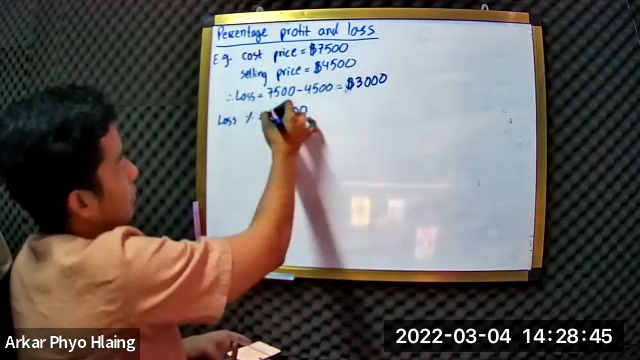 Percentage profit and loss
E.g. cost price = $7500
selling price = $4500
∴ Loss = 7500 - 4500 = $3000
Loss % =
Arkar Phyo Hlaing
2022-03-04 14:28:45